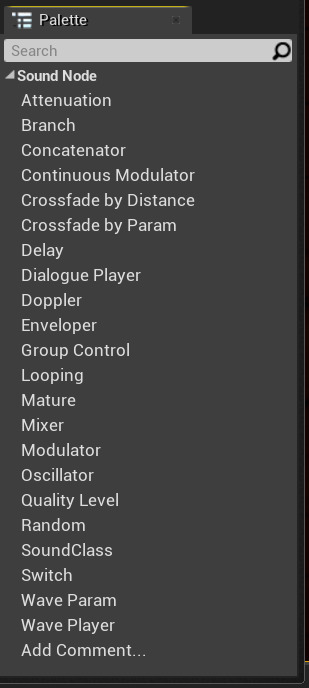 Palette
Search
Sound Node
Attenuation
Branch
Concatenator
Continuous Modulator
Crossfade by Distance
Crossfade by Param
Delay
Dialogue Player
Doppler
Enveloper
Group Control
Looping
Mature
Mixer
Modulator
Oscillator
Quality Level
Random
SoundClass
Switch
Wave Param
Wave Player
Add Comment...